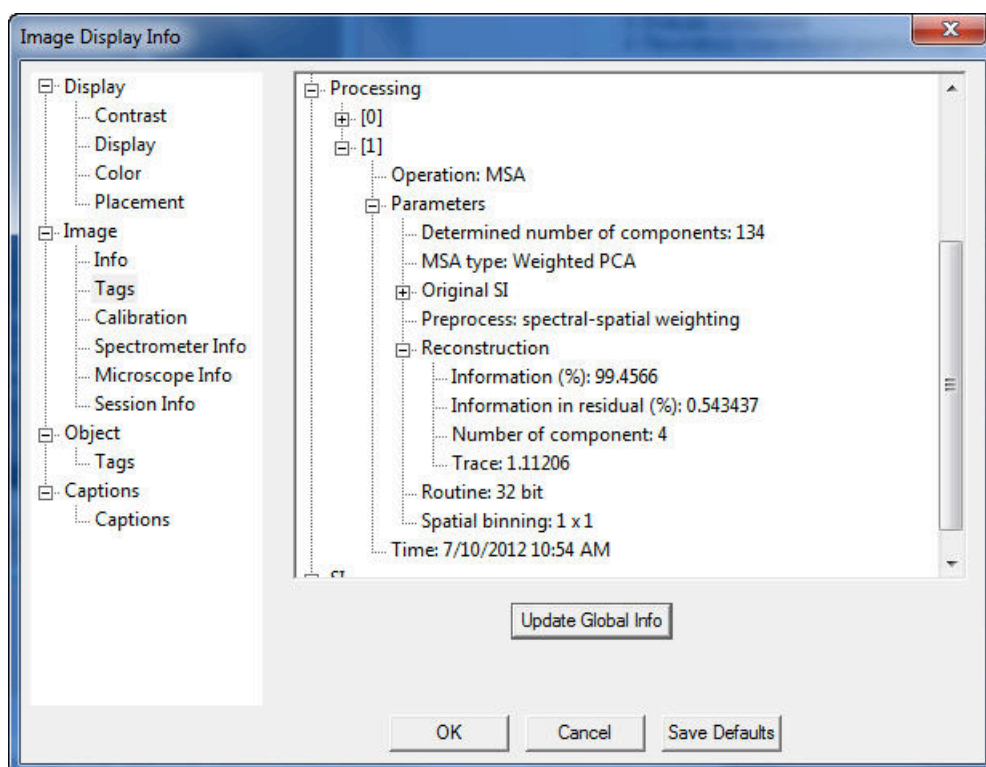 Image Display Info
Display
Contrast
Display
Color
Placement
Image
Info
Tags
Calibration
Spectrometer Info
Microscope Info
Session Info
Object
Tags
Captions
Captions
Processing
[0]
[1]
Operation: MSA
Parameters
Determined number of components: 134
MSA type: Weighted PCA
Original SI
Preprocess: spectral-spatial weighting
Reconstruction
Information (%): 99.4566
Information in residual (%): 0.543437
Number of component: 4
Trace: 1.11206
Routine: 32 bit
Spatial binning: 1 x 1
Time: 7/10/2012 10:54 AM
Update Global Info
OK
Cancel
Save Defaults